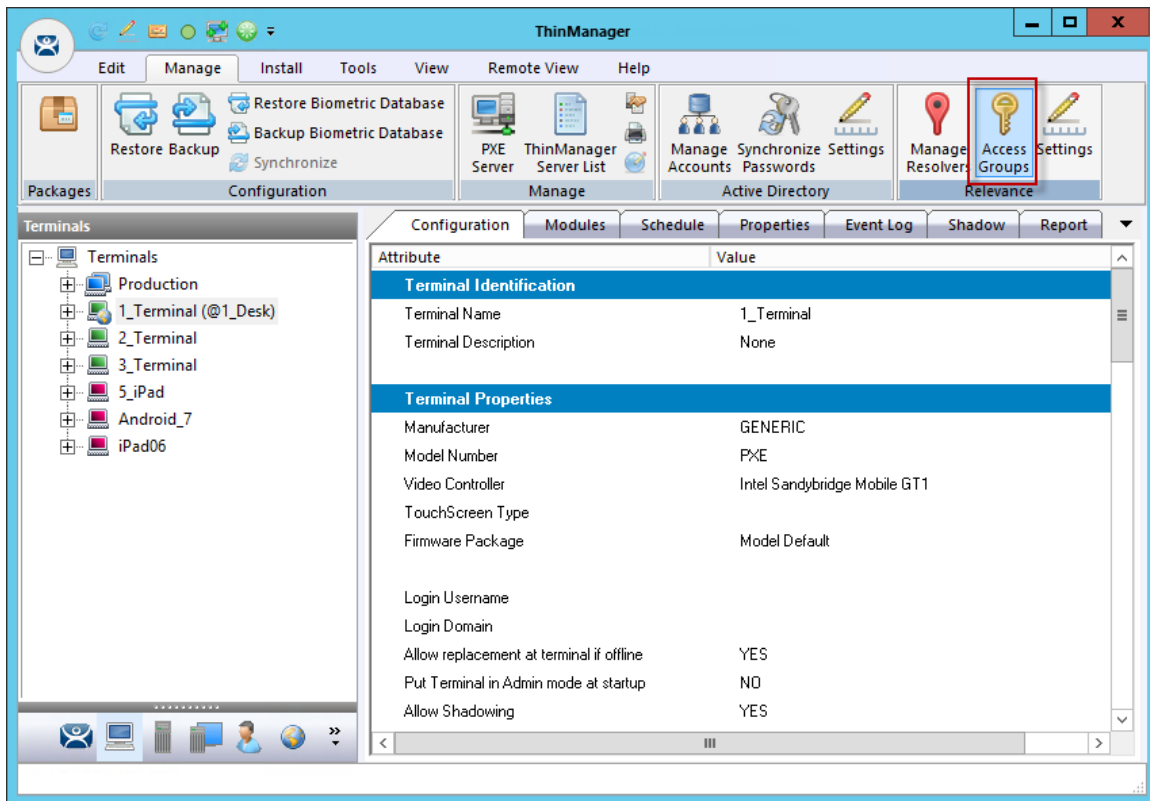 ThinManager
Edit Manage Install Tools View Remote View Help
Restore Backup
Restore Biometric Database
Backup Biometric Database
Synchronize
PXE Server
ThinManager Server List
Manage Accounts
Synchronize Passwords
Settings
Manage Resolvers
Access Groups
Settings
Packages Configuration Manage Active Directory Relevance
Terminals
Terminals
Production
1_Terminal (@1_Desk)
2_Terminal
3_Terminal
5_iPad
Android_7
iPad06
Configuration Modules Schedule Properties Event Log Shadow Report
Attribute Value
Terminal Identification
Terminal Name 1_Terminal
Terminal Description None
Terminal Properties
Manufacturer GENERIC
Model Number PXE
Video Controller Intel Sandybridge Mobile GT1
TouchScreen Type
Firmware Package Model Default
Login Username
Login Domain
Allow replacement at terminal if offline YES
Put Terminal in Admin mode at startup NO
Allow Shadowing YES